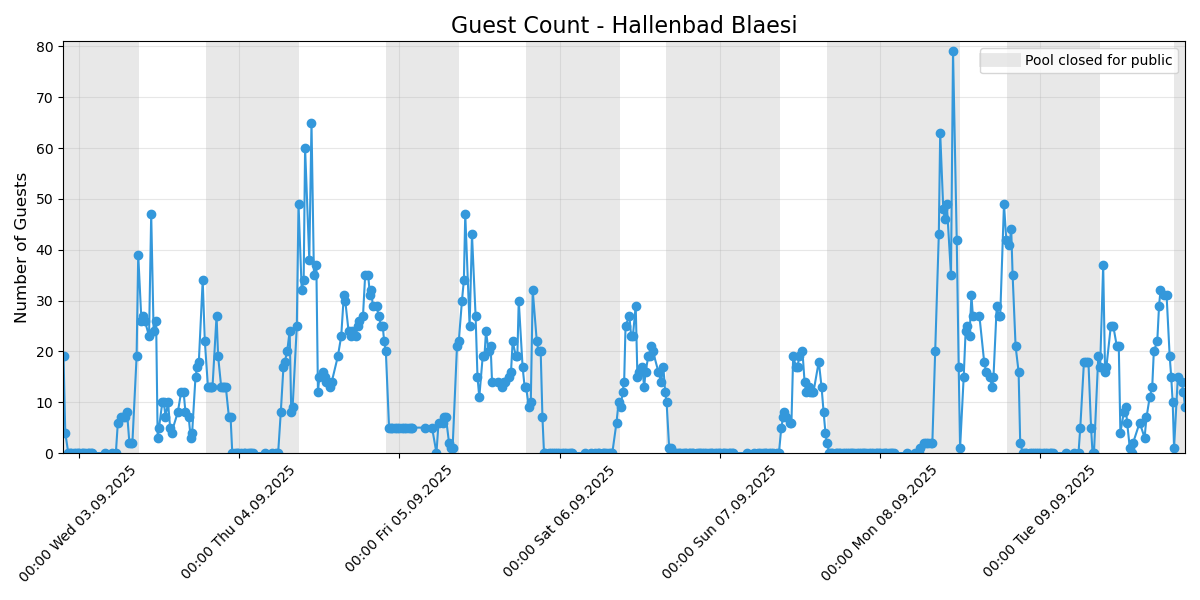 Guest Count - Hallenbad Blaesi
Pool closed for public
Number of Guests
80
70
60
50
40
30
20
10
0
00:00 Wed 03.09.2025
00:00 Thu 04.09.2025
00:00 Fri 05.09.2025
00:00 Sat 06.09.2025
00:00 Sun 07.09.2025
00:00 Mon 08.09.2025
00:00 Tue 09.09.2025